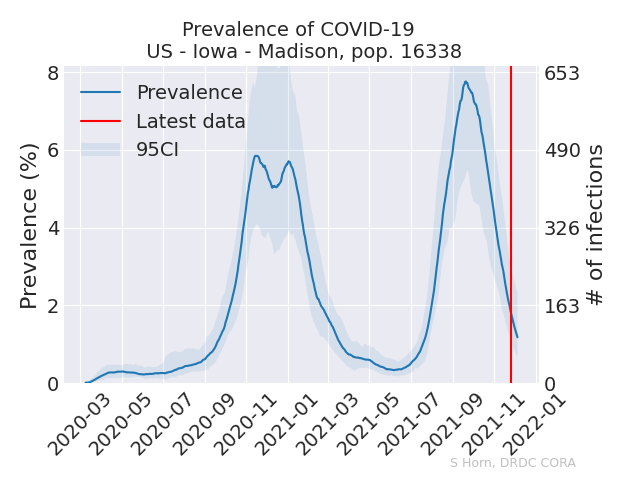 Prevalence of COVID-19
US - Iowa - Madison, pop. 16338
Prevalence (%)
8
6
4
2
0
Prevalence
Latest data
95CI
653
490
326
163
0
# of infections
2020-03
2020-05
2020-07
2020-09
2020-11
2021-01
2021-03
2021-05
2021-07
2021-09
2021-11
2022-01
S Horn, DRDC CORA